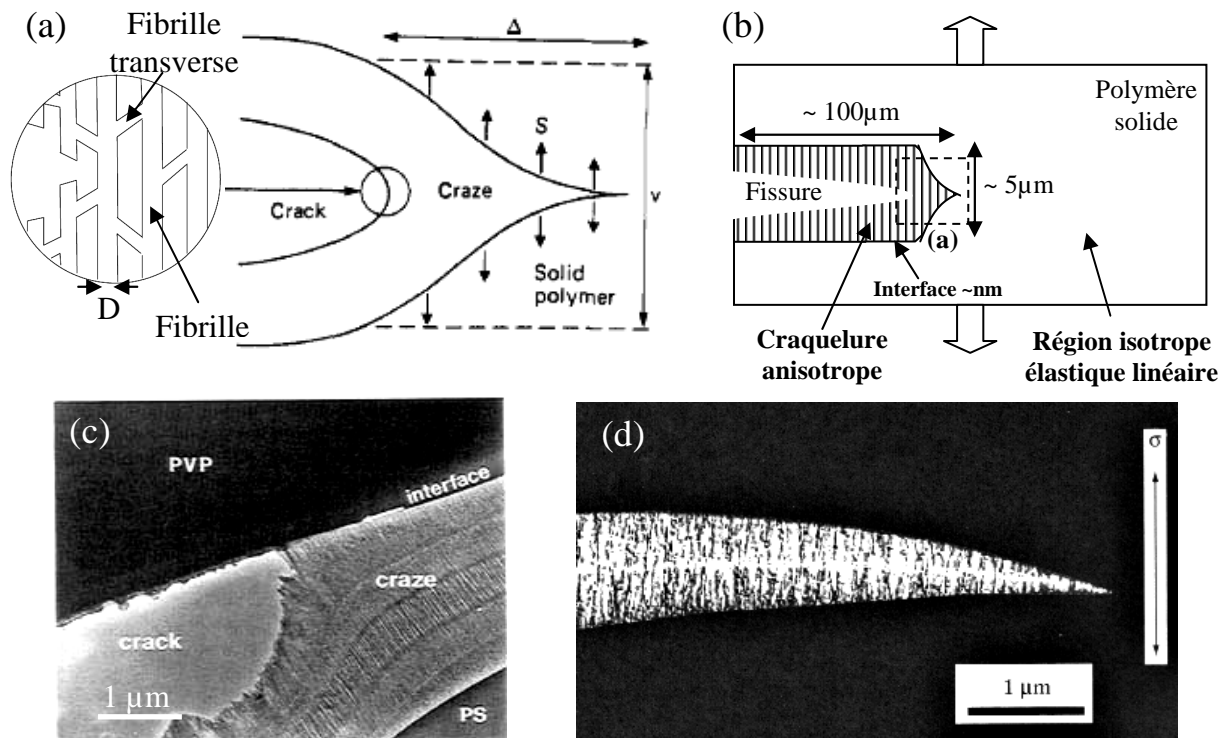 (a)
Fibrille
transverse
Δ
S
Craze
v
Crack
Solid
polymer
D
Fibrille
(b)
Polymère
solide
~ 100µm
Fissure
~ 5µm
(a)
Interface ~nm
Craquelure
anisotrope
Région isotrope
élastique linéaire
(c)
PVP
interface
craze
crack
1 µm
PS
(d)
σ
1 µm